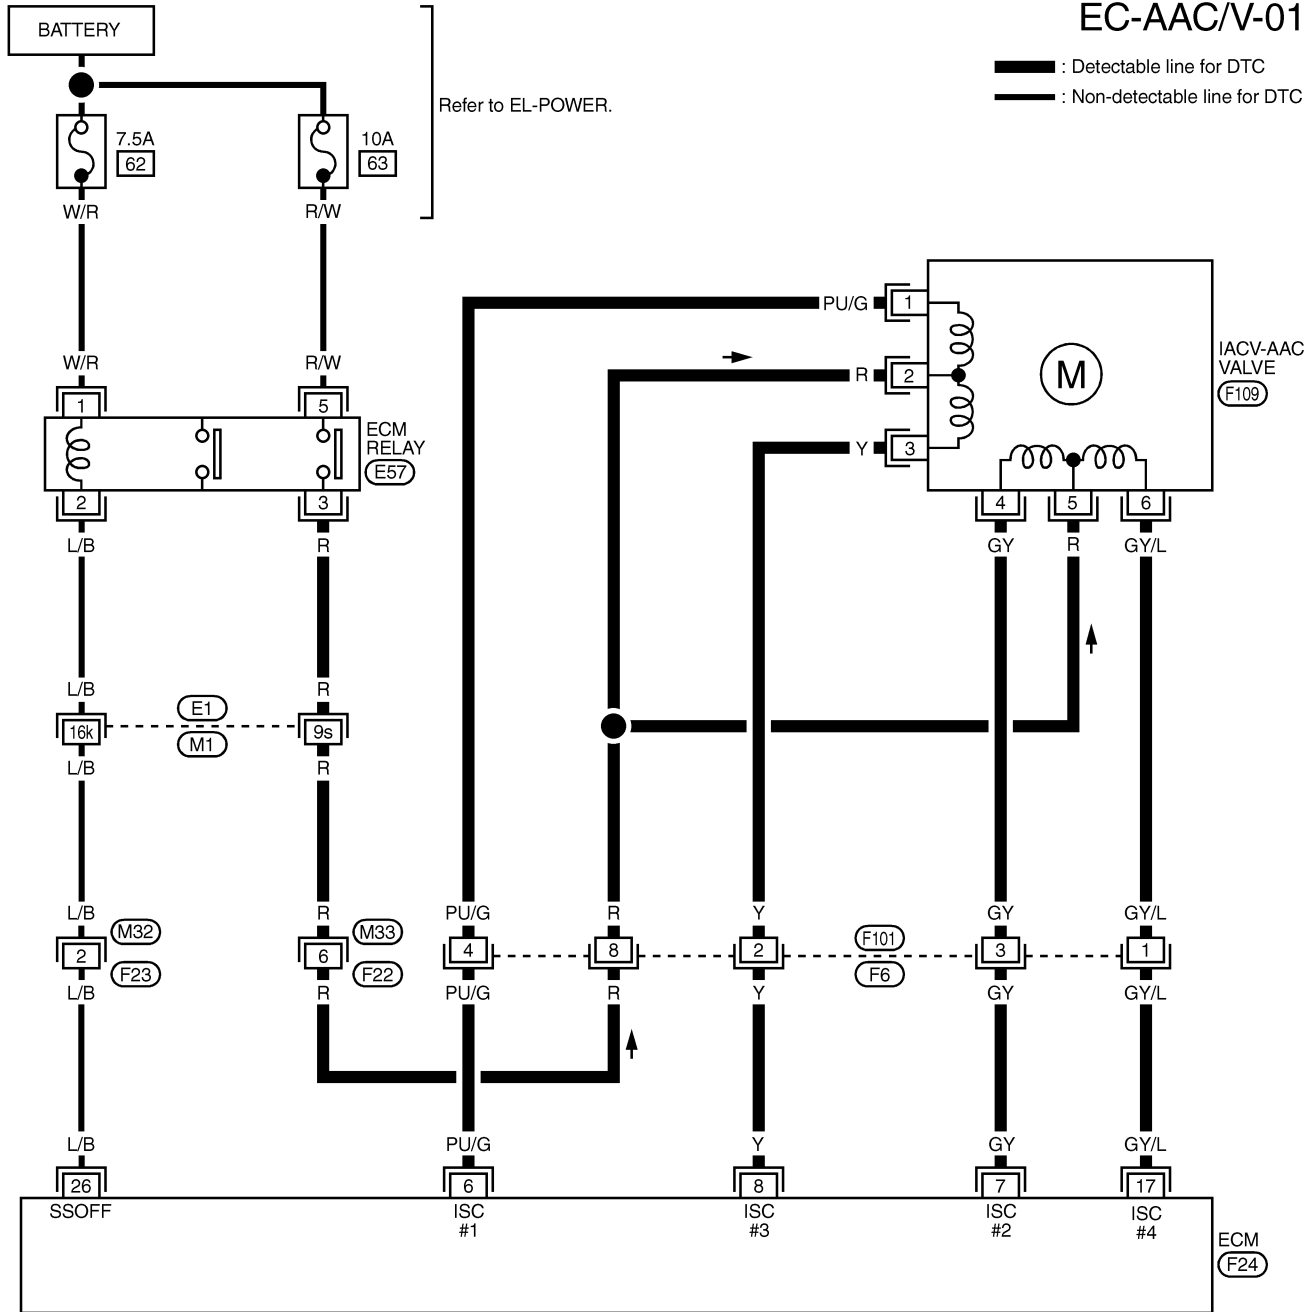 EC-AAC/V-01
BATTERY
: Detectable line for DTC
: Non-detectable line for DTC
Refer to EL-POWER.
7.5A
62
10A
63
W/R
R/W
PU/G
1
R
2
Y
3
M
IACV-AAC
VALVE
F109
W/R
R/W
1
5
ECM
RELAY
E57
2
3
4
5
6
L/B
R
GY
R
GY/L
L/B
R
16k
E1
M1
9s
L/B
R
L/B
R
PU/G
R
Y
GY
GY/L
2
M32
F23
6
M33
F22
4
8
2
F101
F6
3
1
L/B
R
PU/G
R
Y
GY
GY/L
L/B
PU/G
Y
GY
GY/L
26
6
8
7
17
SSOFF
ISC
#1
ISC
#3
ISC
#2
ISC
#4
ECM
F24